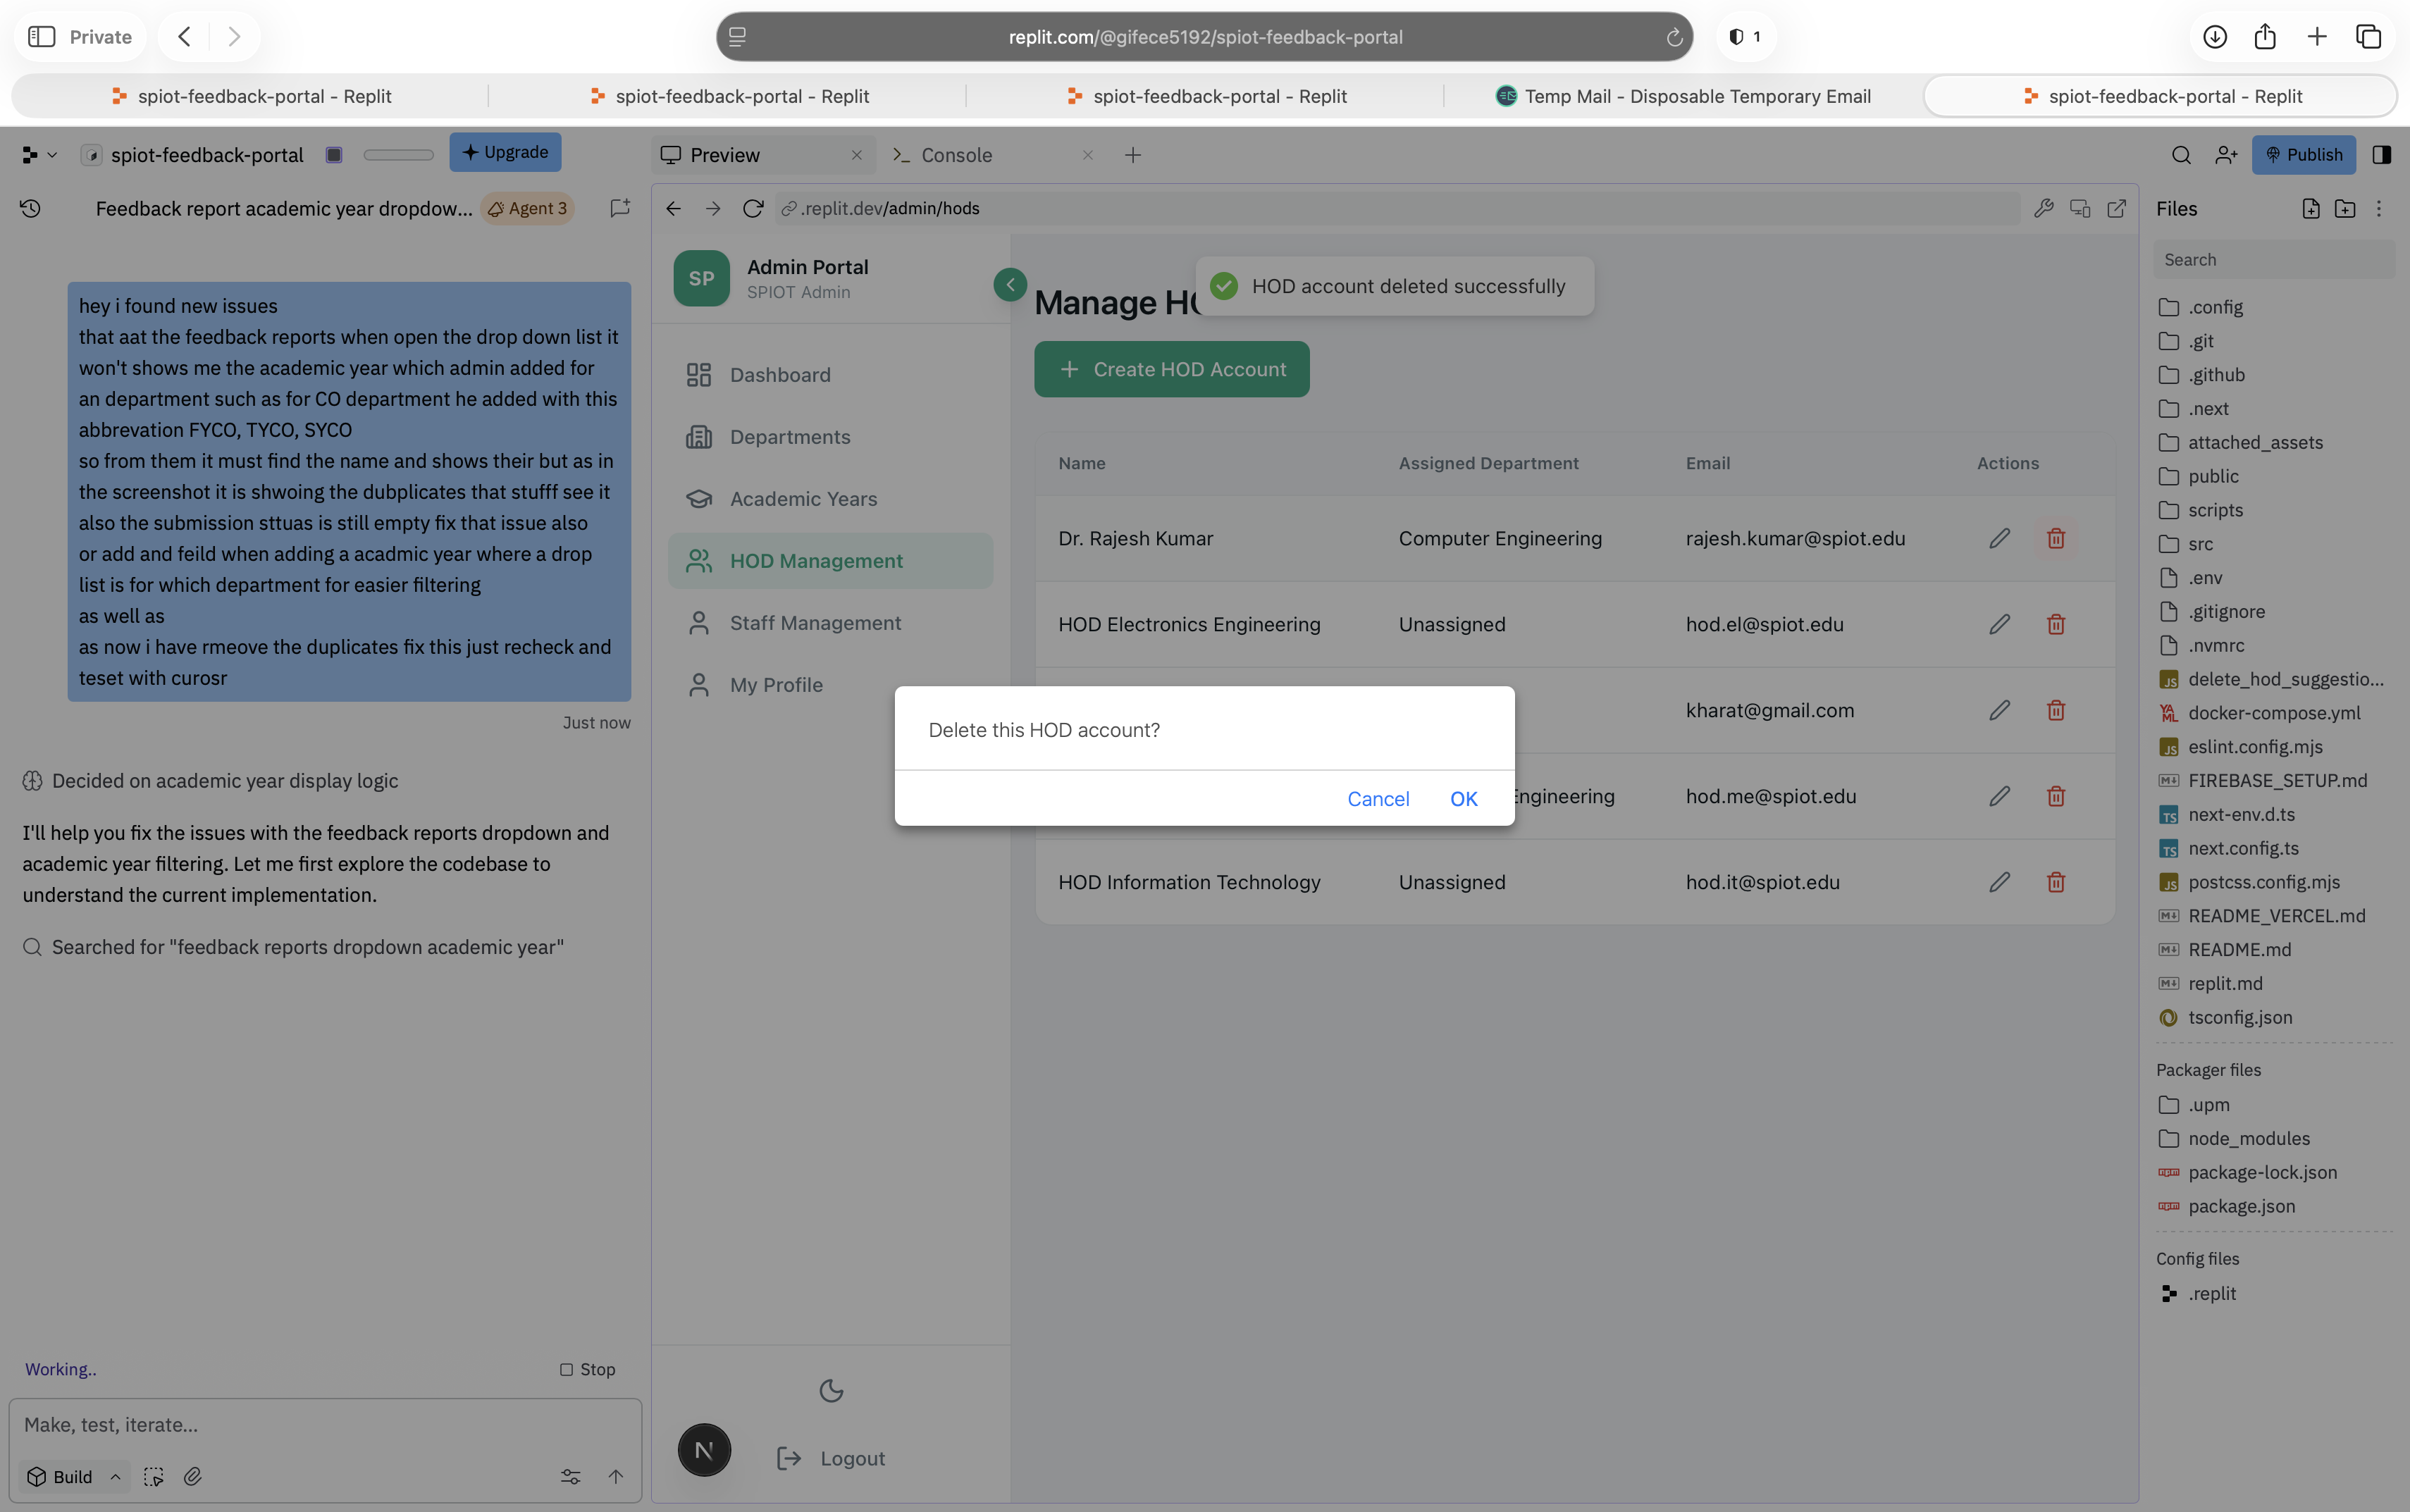 Private
replit.com/@gifece5192/spiot-feedback-portal
1
spiot-feedback-portal - Replit
spiot-feedback-portal - Replit
spiot-feedback-portal - Replit
Temp Mail - Disposable Temporary Email
spiot-feedback-portal - Replit
spiot-feedback-portal
Upgrade
Preview
Console
Publish
Feedback report academic year dropdow...
Agent 3
.replit.dev/admin/hods
Files
Search
hey i found new issues
that aat the feedback reports when open the drop down list it
won't shows me the academic year which admin added for
an department such as for CO department he added with this
abbrevation FYCO, TYCO, SYCO
so from them it must find the name and shows their but as in
the screenshot it is shwoing the dubplicates that stufff see it
also the submission sttuas is still empty fix that issue also
or add and feild when adding a acadmic year where a drop
list is for which department for easier filtering
as well as
as now i have rmeove the duplicates fix this just recheck and
teset with curosr
Just now
Decided on academic year display logic
I'll help you fix the issues with the feedback reports dropdown and
academic year filtering. Let me first explore the codebase to
understand the current implementation.
Searched for "feedback reports dropdown academic year"
Working..
Stop
Make, test, iterate...
Build
SP
Admin Portal
SPIOT Admin
Dashboard
Departments
Academic Years
HOD Management
Staff Management
My Profile
N
Logout
Manage HO
HOD account deleted successfully
Create HOD Account
Name Assigned Department Email Actions
Dr. Rajesh Kumar Computer Engineering rajesh.kumar@spiot.edu
HOD Electronics Engineering Unassigned hod.el@spiot.edu
kharat@gmail.com
Engineering hod.me@spiot.edu
HOD Information Technology Unassigned hod.it@spiot.edu
Delete this HOD account?
Cancel OK
.config
.git
.github
.next
attached_assets
public
scripts
src
.env
.gitignore
.nvmrc
JS delete_hod_suggestio...
YAML docker-compose.yml
JS eslint.config.mjs
FIREBASE_SETUP.md
TS next-env.d.ts
TS next.config.ts
JS postcss.config.mjs
README_VERCEL.md
README.md
replit.md
tsconfig.json
Packager files
.upm
node_modules
package-lock.json
package.json
Config files
.replit